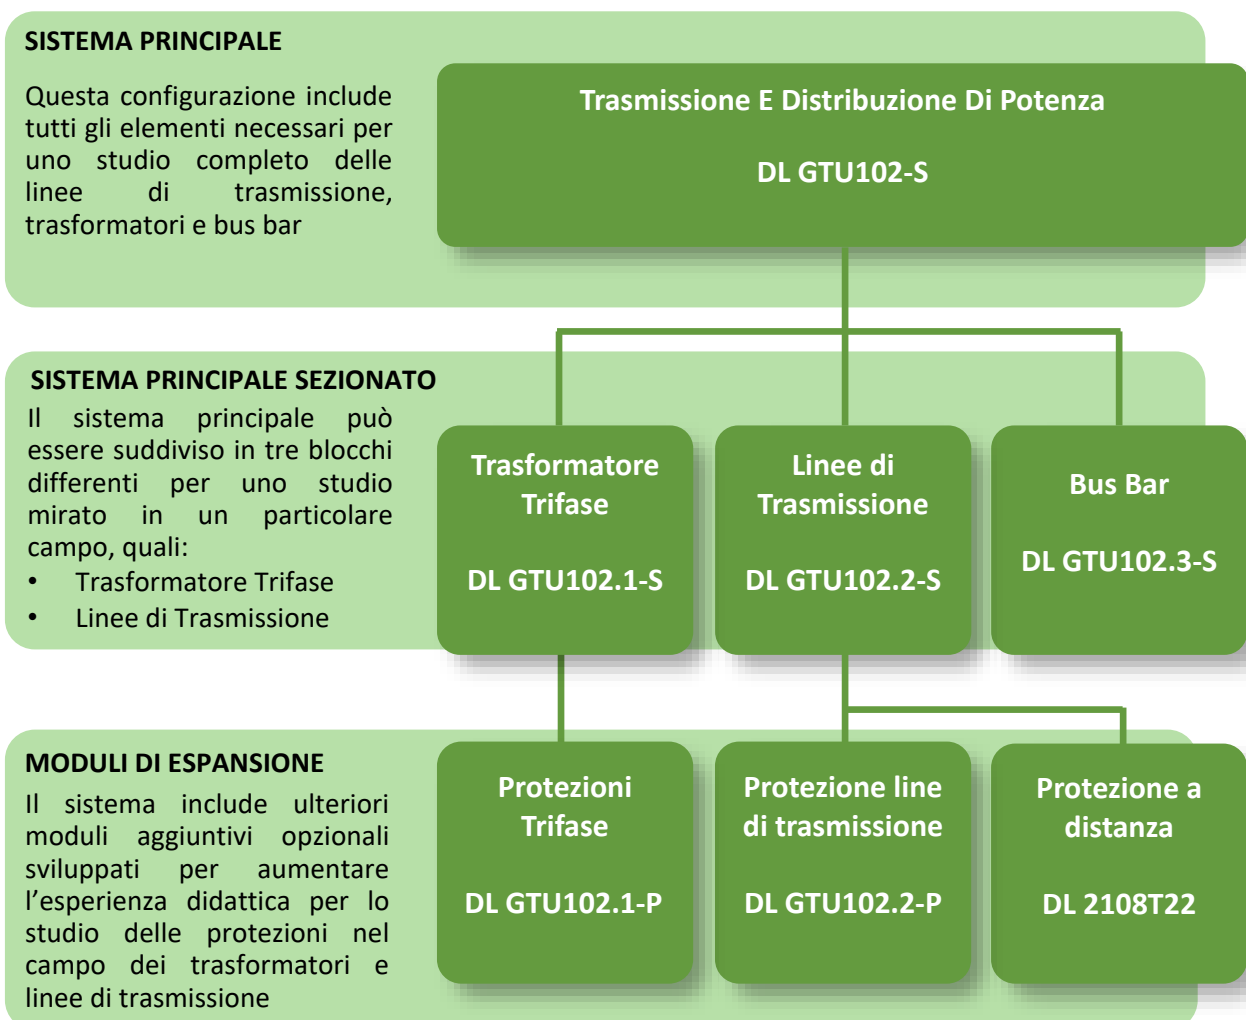 SISTEMA PRINCIPALE
Questa configurazione include
tutti gli elementi necessari per
uno studio completo delle
linee di trasmissione,
trasformatori e bus bar
Trasmissione E Distribuzione Di Potenza
DL GTU102-S
SISTEMA PRINCIPALE SEZIONATO
Il sistema principale può
essere suddiviso in tre blocchi
differenti per uno studio
mirato in un particolare
campo, quali:
• Trasformatore Trifase
• Linee di Trasmissione
Trasformatore
Trifase
DL GTU102.1-S
Linee di
Trasmissione
DL GTU102.2-S
Bus Bar
DL GTU102.3-S
MODULI DI ESPANSIONE
Il sistema include ulteriori
moduli aggiuntivi opzionali
sviluppati per aumentare
l’esperienza didattica per lo
studio delle protezioni nel
campo dei trasformatori e
linee di trasmissione
Protezioni
Trifase
DL GTU102.1-P
Protezione line
di trasmissione
DL GTU102.2-P
Protezione a
distanza
DL 2108T22